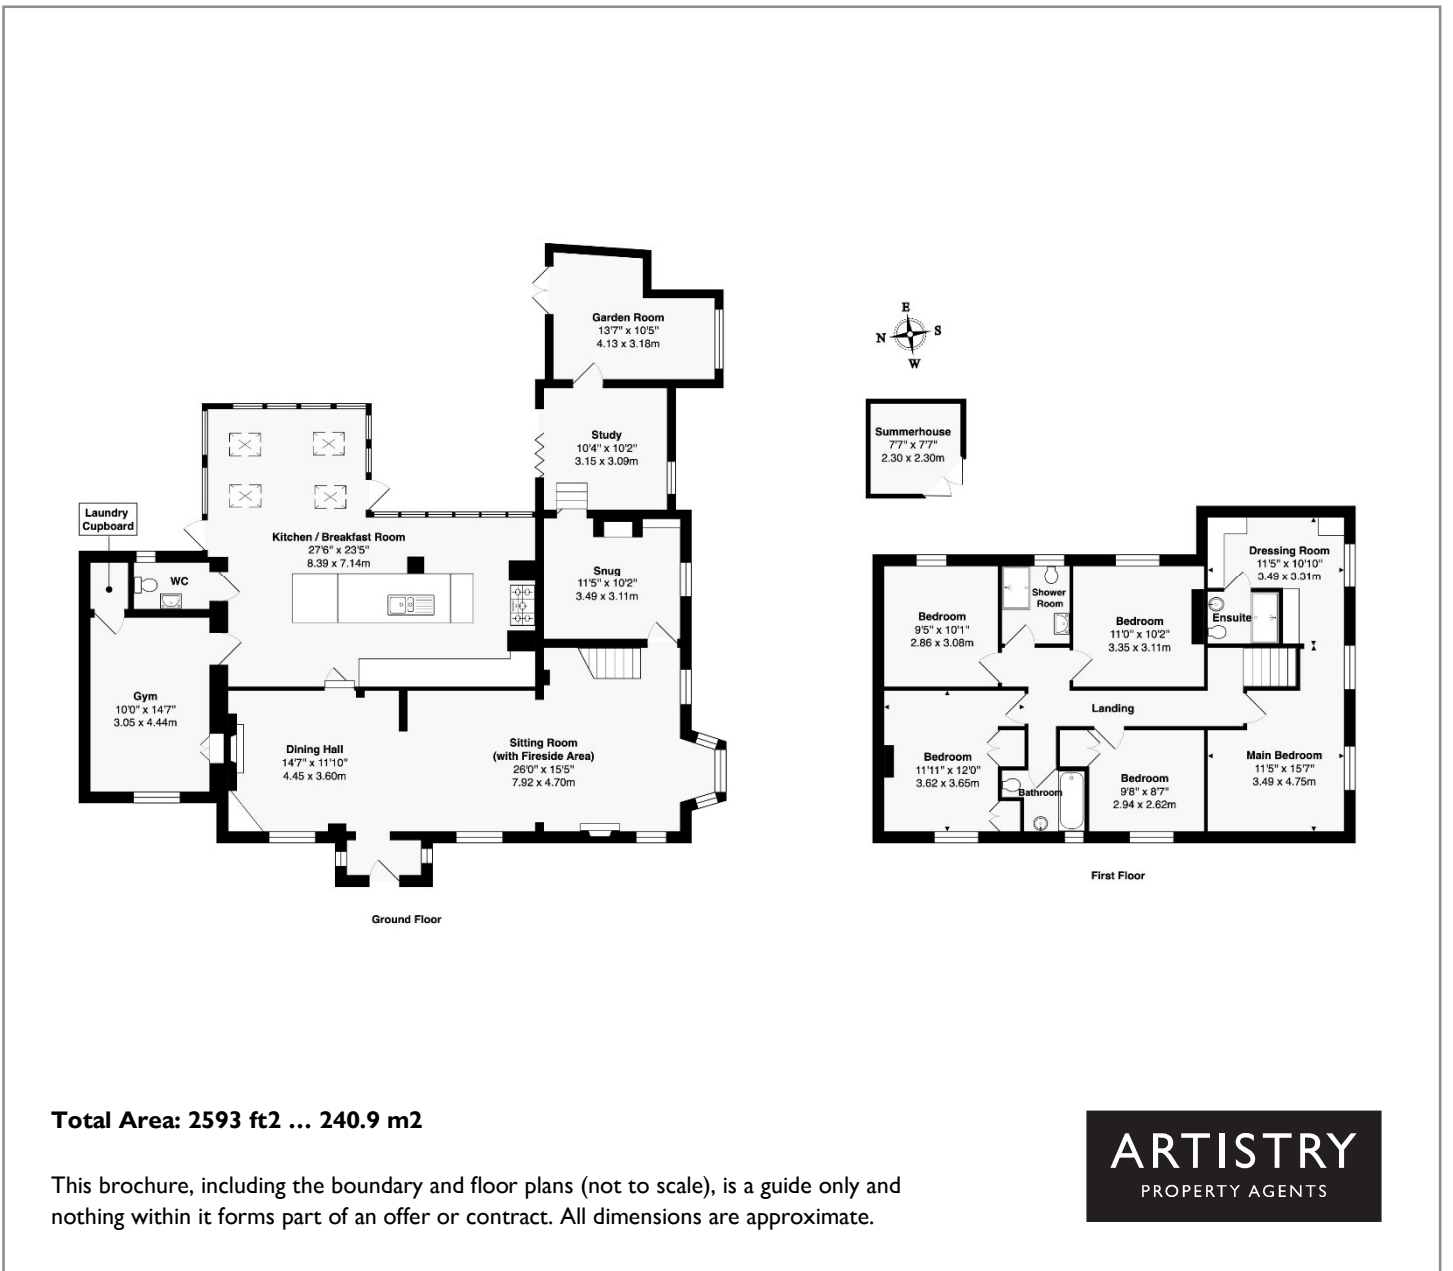 Garden Room
13'7" x 10'5"
4.13 x 3.18m
E
N
S
W
Study
10'4" x 10'2"
3.15 x 3.09m
Summerhouse
7'7" x 7'7"
2.30 x 2.30m
Laundry
Cupboard
Kitchen / Breakfast Room
27'6" x 23'5"
8.39 x 7.14m
WC
Snug
11'5" x 10'2"
3.49 x 3.11m
Gym
10'0" x 14'7"
3.05 x 4.44m
Dining Hall
14'7" x 11'10"
4.45 x 3.60m
Sitting Room
(with Fireside Area)
26'0" x 15'5"
7.92 x 4.70m
Ground Floor
Dressing Room
11'5" x 10'10"
3.49 x 3.31m
Shower
Room
Ensuite
Bedroom
9'5" x 10'1"
2.86 x 3.08m
Bedroom
11'0" x 10'2"
3.35 x 3.11m
Landing
Bedroom
11'11" x 12'0"
3.62 x 3.65m
Bathroom
Bedroom
9'8" x 8'7"
2.94 x 2.62m
Main Bedroom
11'5" x 15'7"
3.49 x 4.75m
First Floor
Total Area: 2593 ft2 … 240.9 m2
This brochure, including the boundary and floor plans (not to scale), is a guide only and
nothing within it forms part of an offer or contract. All dimensions are approximate.
ARTISTRY
PROPERTY AGENTS